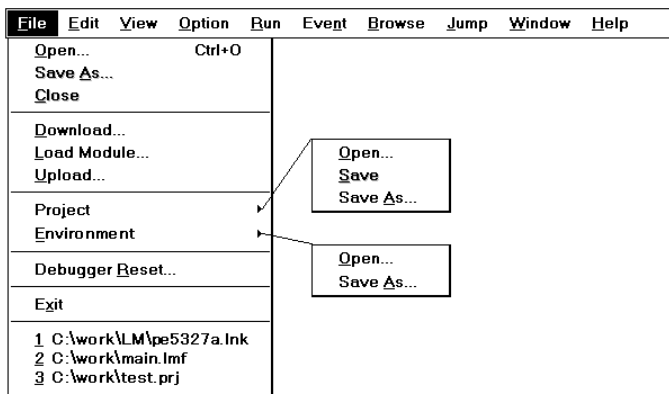 File Edit View Option Run Event Browse Jump Window Help
Open... Ctrl+O
Save As...
Close
Download...
Load Module...
Upload...
Project
Environment
Debugger Reset...
Exit
1 C:\work\LM\pe5327a.lnk
2 C:\work\main.lmf
3 C:\work\test.prj
Open...
Save
Save As...
Open...
Save As...